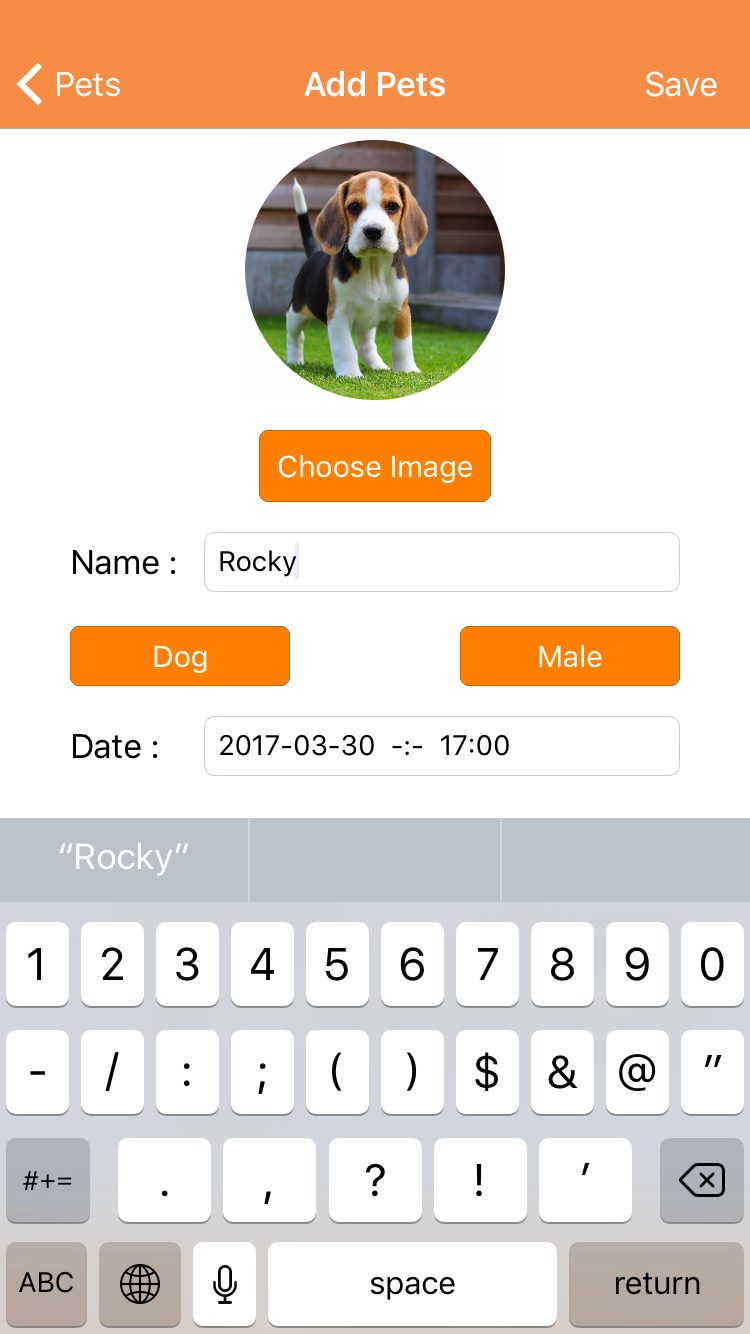 Pets Add Pets Save
Choose Image
Name : Rocky
Dog Male
Date : 2017-03-30 -:- 17:00
“Rocky”
1 2 3 4 5 6 7 8 9 0
- / : ; ( ) $ & @ ”
#+= . , ? ! ’
ABC space return